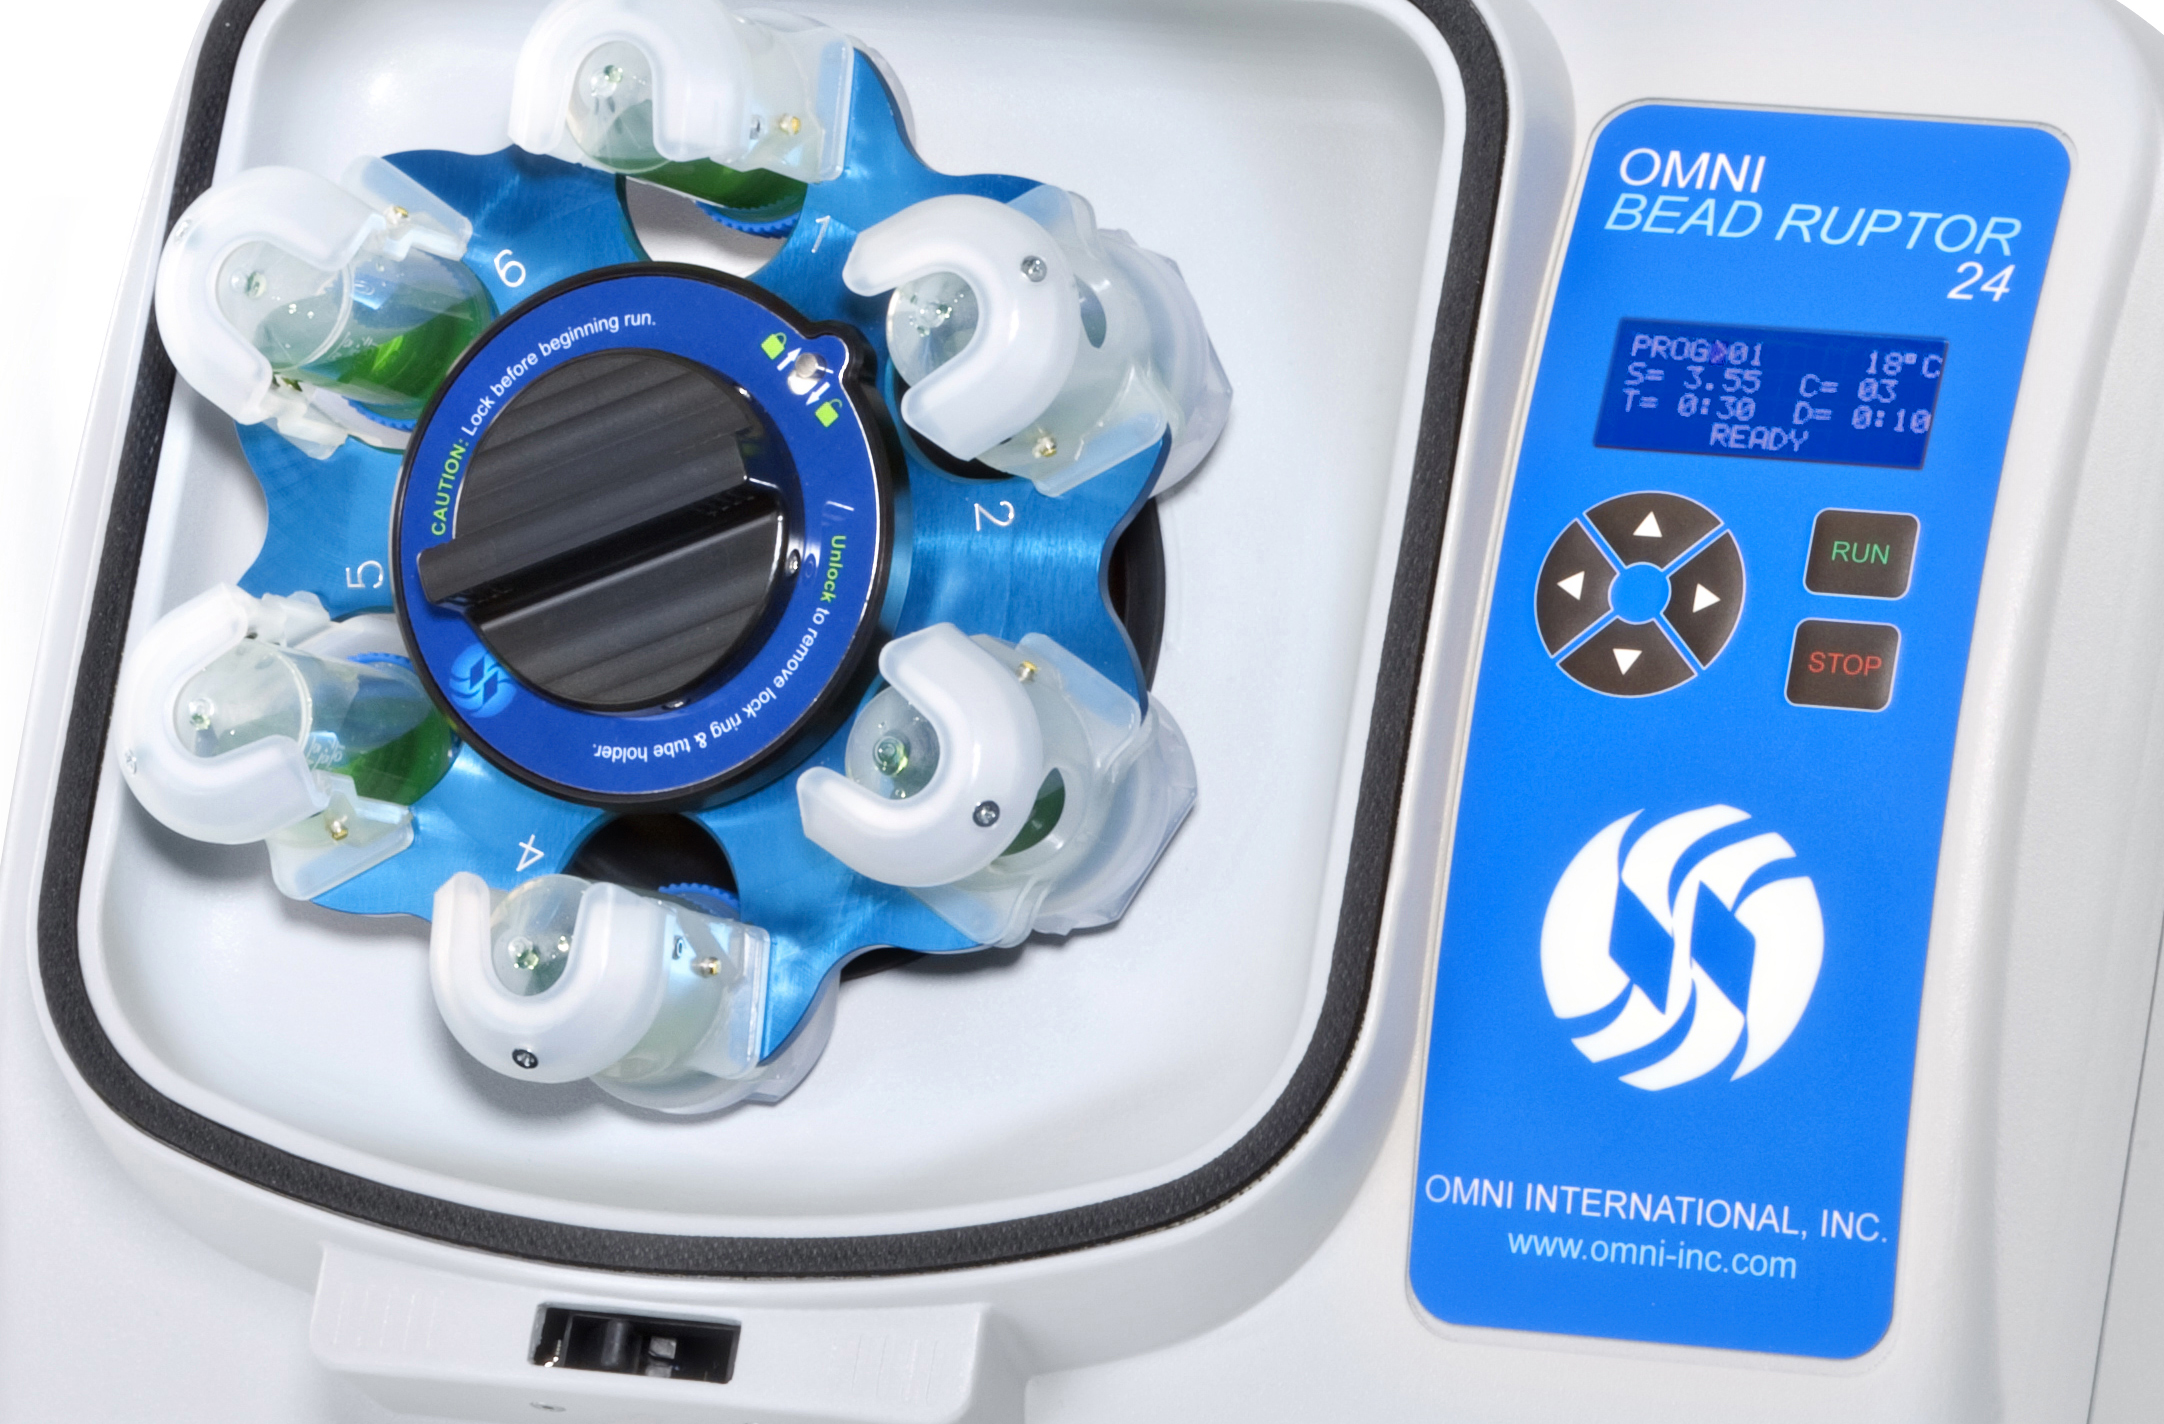 1
6
2
5
4
CAUTION: Lock before beginning run.
Unlock to remove lock ring & tube holder.
OMNI
BEAD RUPTOR
24
PROG>01 18°C
S= 3.55 C= 03
T= 0:30 D= 0:10
READY
RUN
STOP
OMNI INTERNATIONAL, INC.
www.omni-inc.com